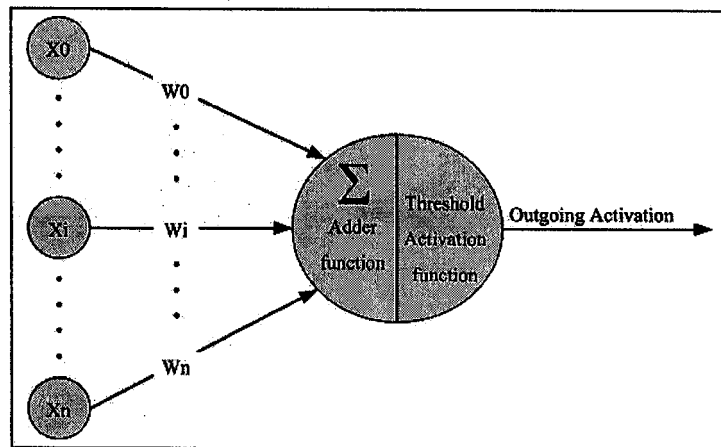 X0
W0
Σ
Adder
function
Threshold
Activation
function
Outgoing Activation
Xi
Wi
Xn
Wn